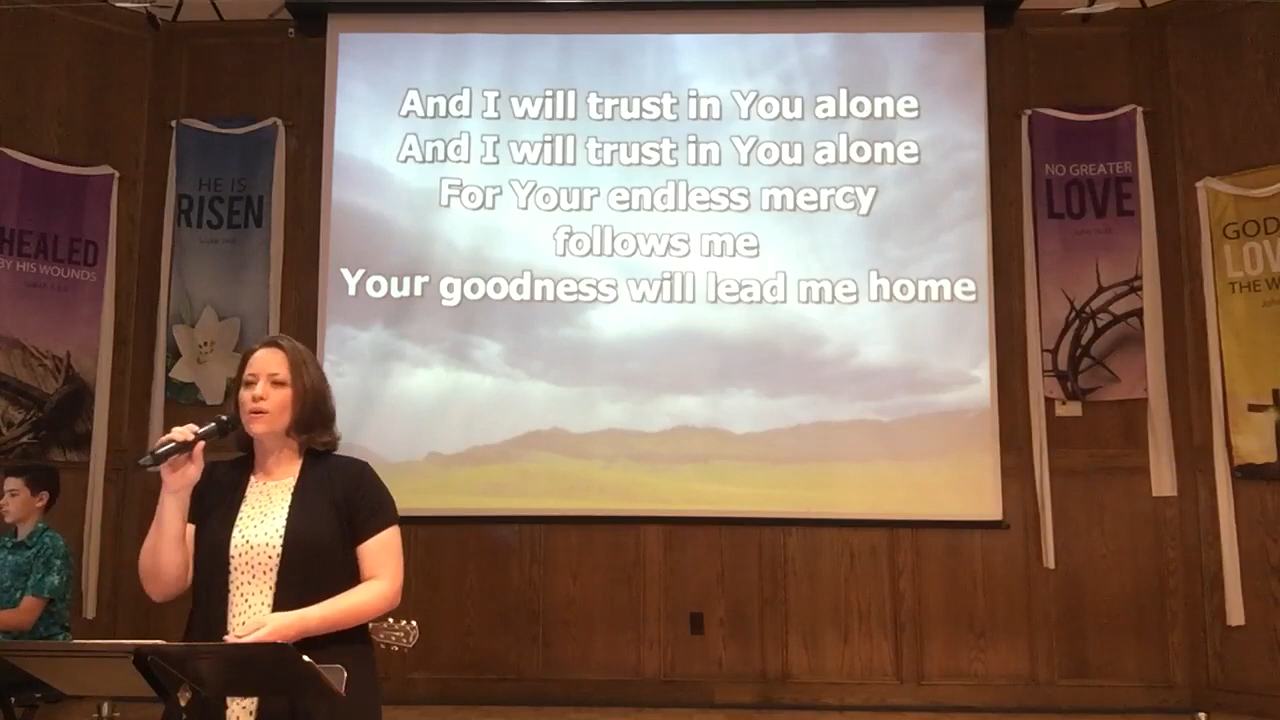 And I will trust in You alone
And I will trust in You alone
For Your endless mercy
follows me
Your goodness will lead me home
HEALED
BY HIS WOUNDS
HE IS
RISEN
NO GREATER
LOVE
GOD
THE W